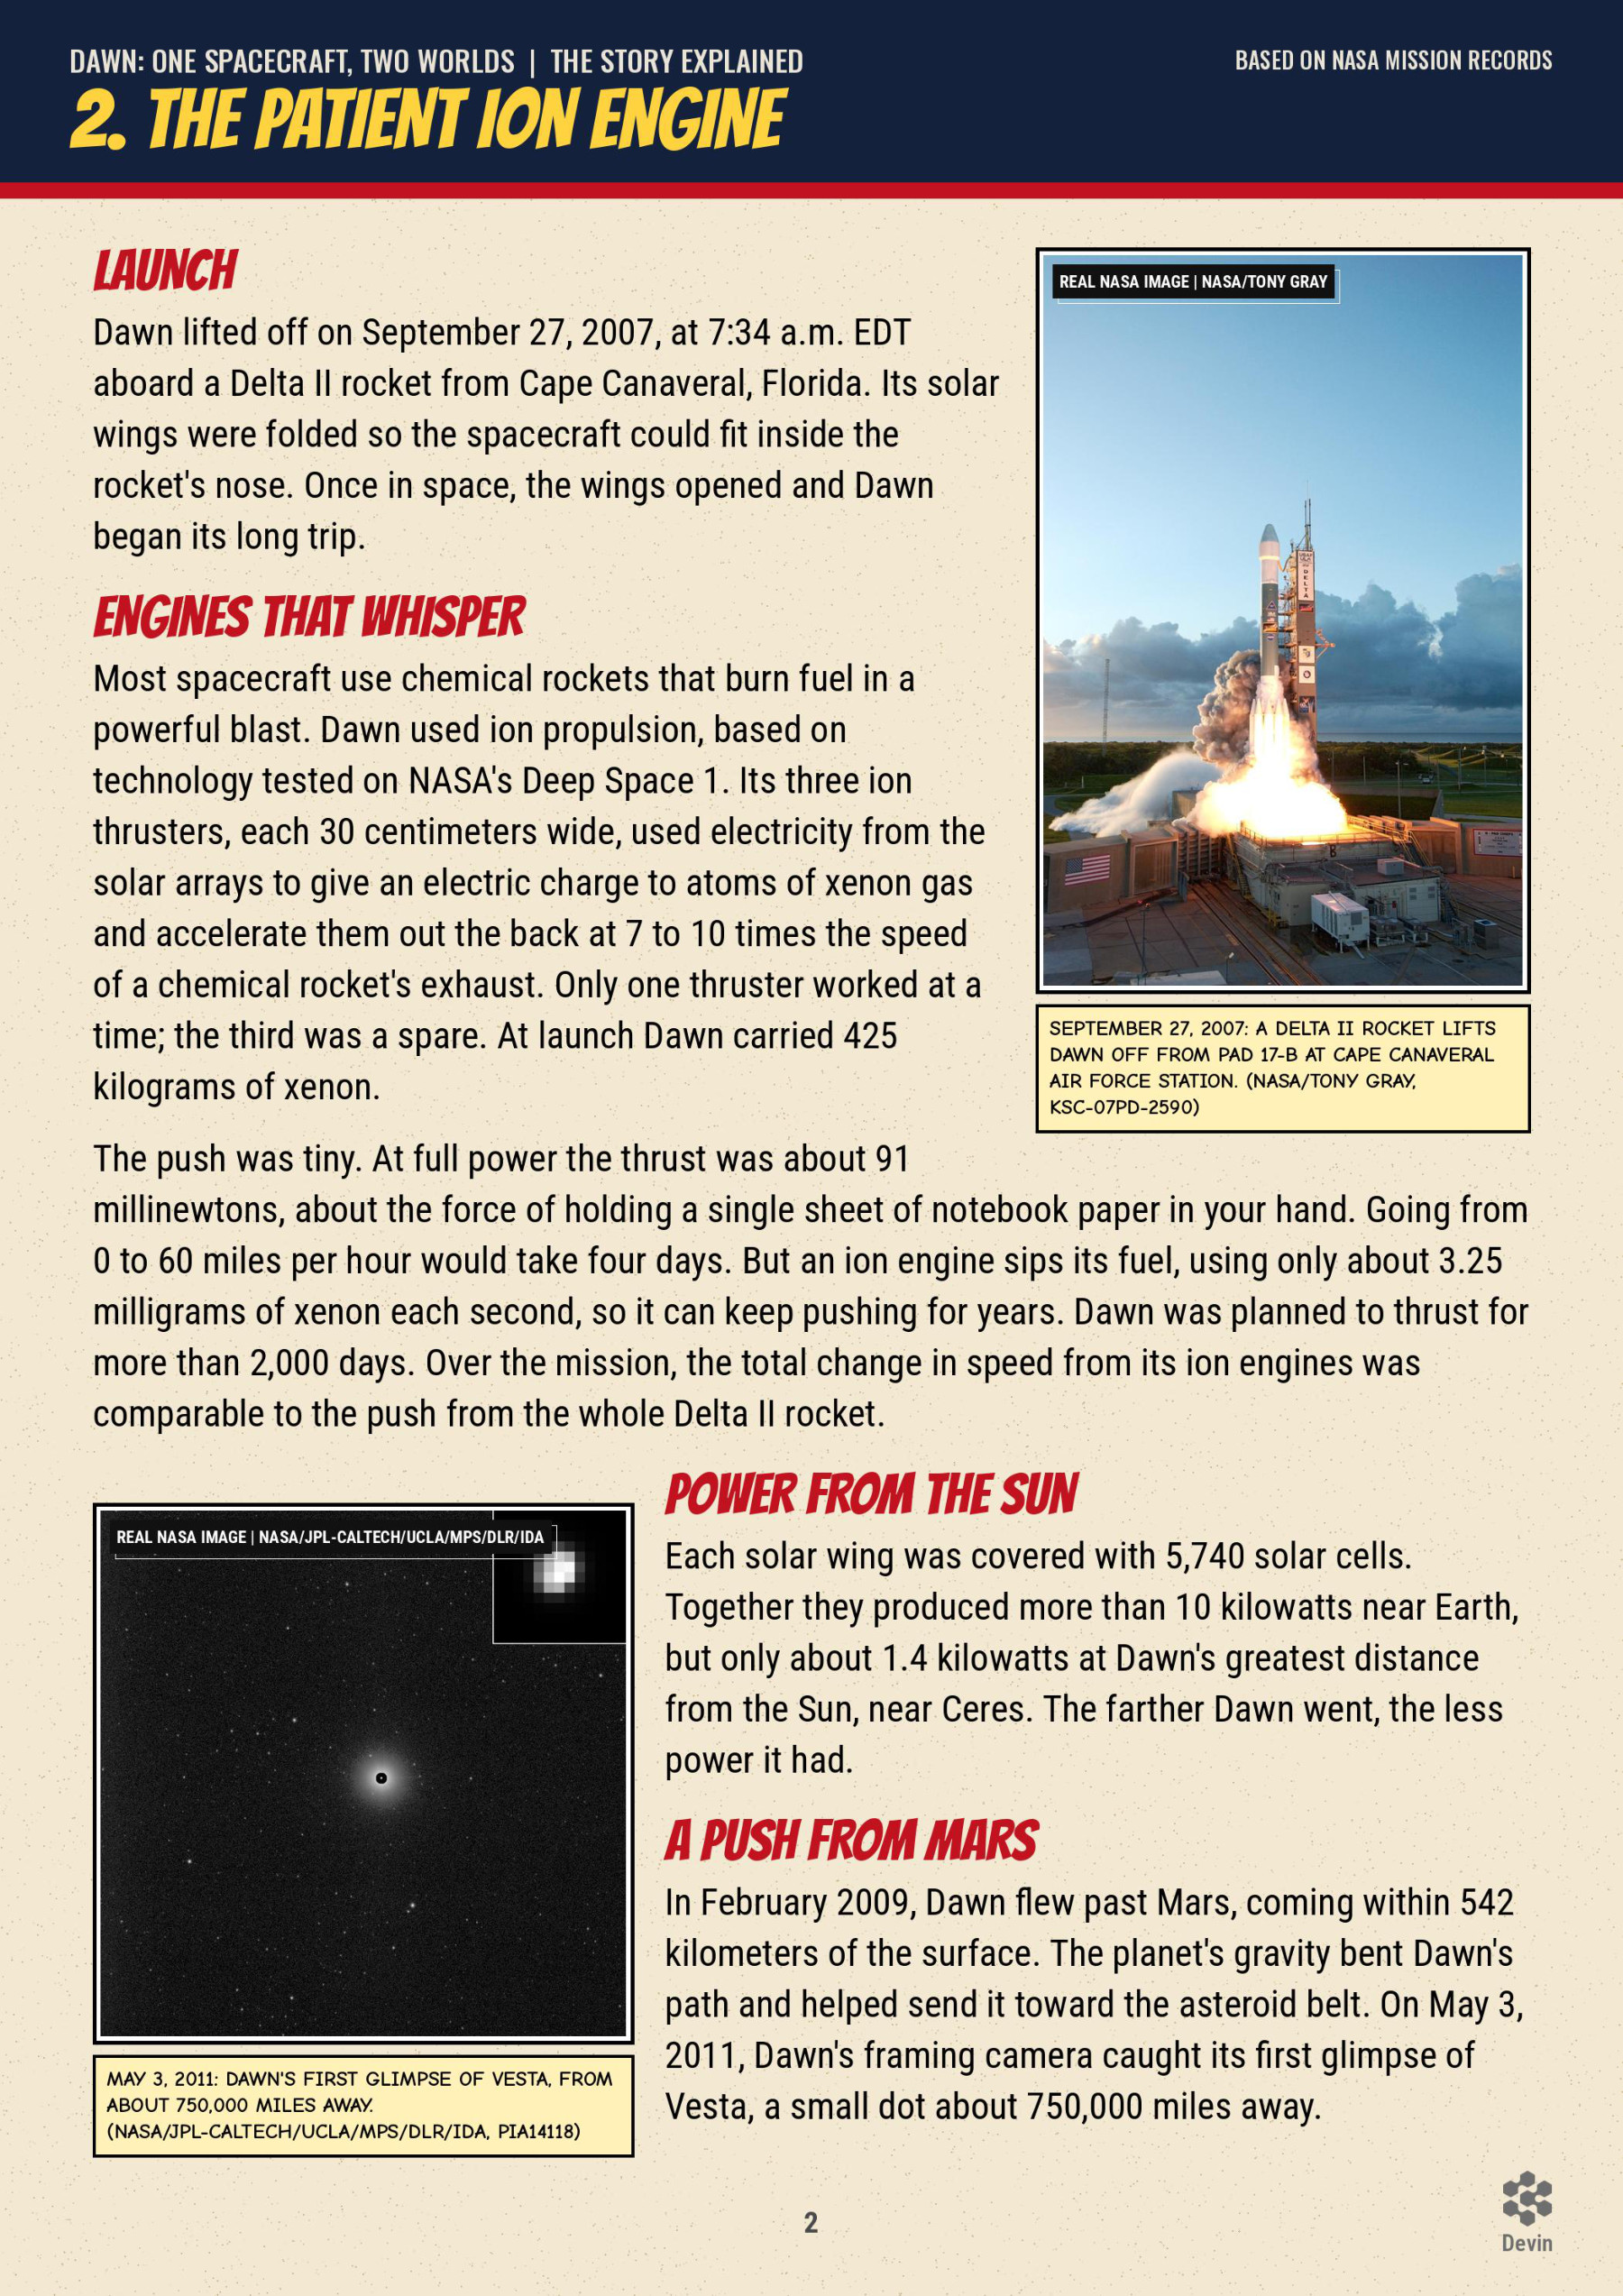 DAWN: ONE SPACECRAFT, TWO WORLDS | THE STORY EXPLAINED
BASED ON NASA MISSION RECORDS
2. THE PATIENT ION ENGINE
LAUNCH
Dawn lifted off on September 27, 2007, at 7:34 a.m. EDT
aboard a Delta II rocket from Cape Canaveral, Florida. Its solar
wings were folded so the spacecraft could fit inside the
rocket's nose. Once in space, the wings opened and Dawn
began its long trip.
ENGINES THAT WHISPER
Most spacecraft use chemical rockets that burn fuel in a
powerful blast. Dawn used ion propulsion, based on
technology tested on NASA's Deep Space 1. Its three ion
thrusters, each 30 centimeters wide, used electricity from the
solar arrays to give an electric charge to atoms of xenon gas
and accelerate them out the back at 7 to 10 times the speed
of a chemical rocket's exhaust. Only one thruster worked at a
time; the third was a spare. At launch Dawn carried 425
kilograms of xenon.
REAL NASA IMAGE | NASA/TONY GRAY
DELTA
SEPTEMBER 27, 2007: A DELTA II ROCKET LIFTS
DAWN OFF FROM PAD 17-B AT CAPE CANAVERAL
AIR FORCE STATION. (NASA/TONY GRAY,
KSC-07PD-2590)
The push was tiny. At full power the thrust was about 91
millinewtons, about the force of holding a single sheet of notebook paper in your hand. Going from
0 to 60 miles per hour would take four days. But an ion engine sips its fuel, using only about 3.25
milligrams of xenon each second, so it can keep pushing for years. Dawn was planned to thrust for
more than 2,000 days. Over the mission, the total change in speed from its ion engines was
comparable to the push from the whole Delta II rocket.
REAL NASA IMAGE | NASA/JPL-CALTECH/UCLA/MPS/DLR/IDA
MAY 3, 2011: DAWN'S FIRST GLIMPSE OF VESTA, FROM
ABOUT 750,000 MILES AWAY.
(NASA/JPL-CALTECH/UCLA/MPS/DLR/IDA, PIA14118)
POWER FROM THE SUN
Each solar wing was covered with 5,740 solar cells.
Together they produced more than 10 kilowatts near Earth,
but only about 1.4 kilowatts at Dawn's greatest distance
from the Sun, near Ceres. The farther Dawn went, the less
power it had.
A PUSH FROM MARS
In February 2009, Dawn flew past Mars, coming within 542
kilometers of the surface. The planet's gravity bent Dawn's
path and helped send it toward the asteroid belt. On May 3,
2011, Dawn's framing camera caught its first glimpse of
Vesta, a small dot about 750,000 miles away.
2
Devin